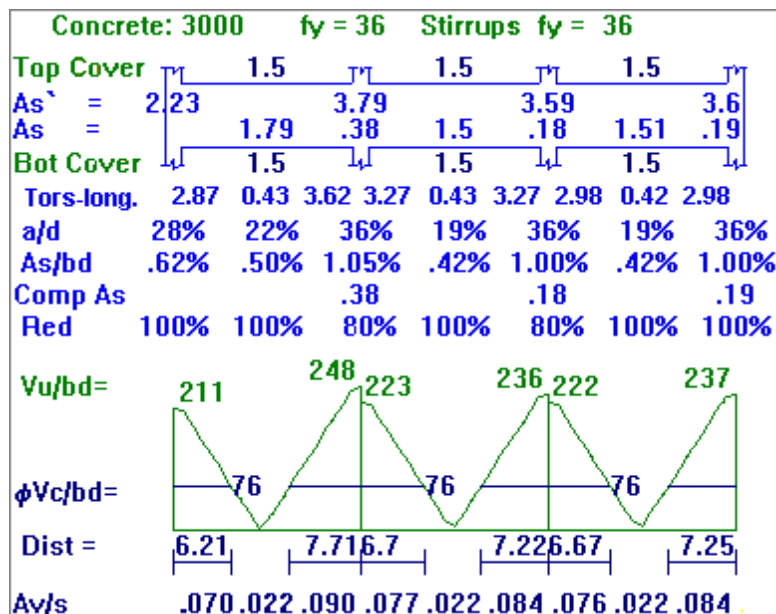 Concrete: 3000 fy = 36 Stirrups fy = 36
Top Cover 1.5 1.5 1.5
As` = 2.23 3.79 3.59 3.6
As = 1.79 .38 1.5 .18 1.51 .19
Bot Cover 1.5 1.5 1.5
Tors-long. 2.87 0.43 3.62 3.27 0.43 3.27 2.98 0.42 2.98
a/d 28% 22% 36% 19% 36% 19% 36%
As/bd .62% .50% 1.05% .42% 1.00% .42% 1.00%
Comp As .38 .18 .19
Red 100% 100% 80% 100% 80% 100% 100%
Vu/bd= 211 248 223 236 222 237
ϕVc/bd= 76 76 76
Dist = 6.21 7.71 6.7 7.22 6.67 7.25
Av/s .070 .022 .090 .077 .022 .084 .076 .022 .084